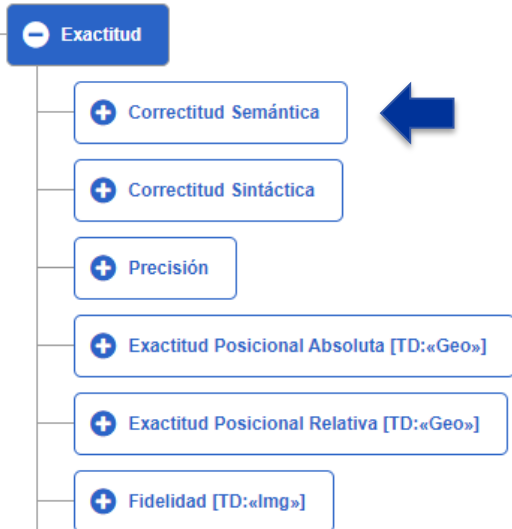 Exactitud
Correctitud Semántica
Correctitud Sintáctica
Precisión
Exactitud Posicional Absoluta [TD:«Geo»]
Exactitud Posicional Relativa [TD:«Geo»]
Fidelidad [TD:«Img»]